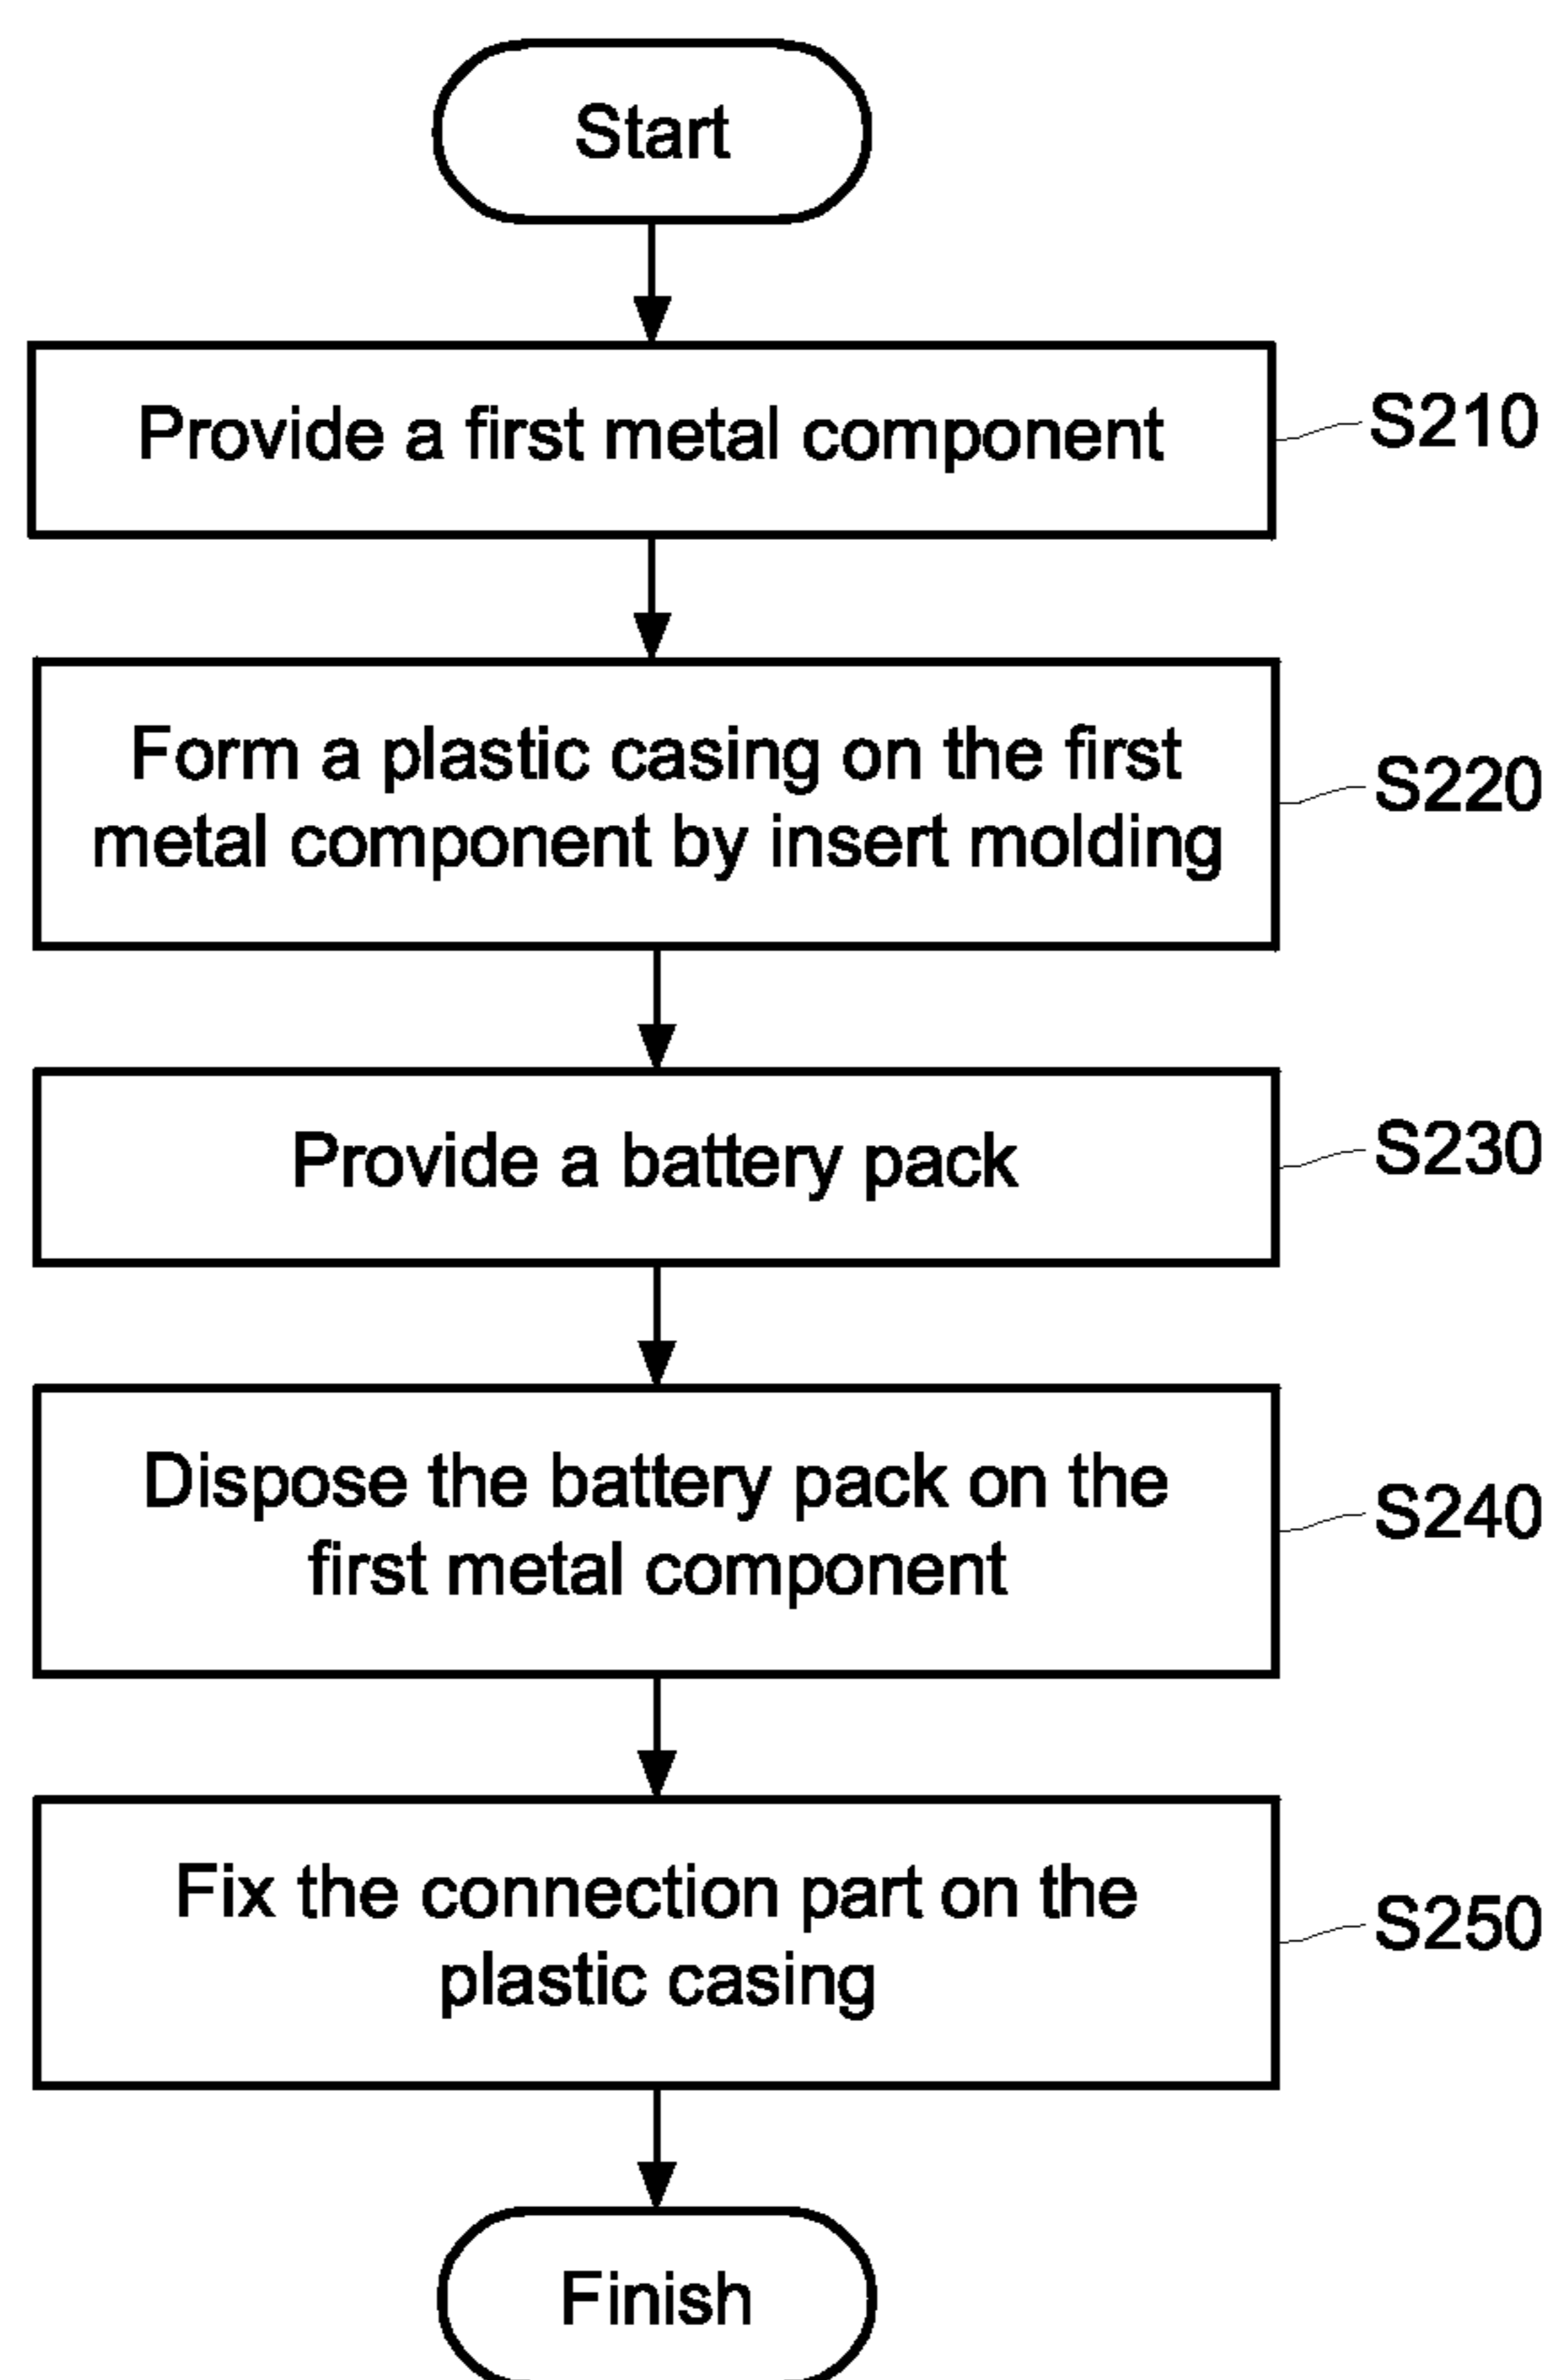 Start
Provide a first metal component
S210
Form a plastic casing on the first
metal component by insert molding
S220
Provide a battery pack
S230
Dispose the battery pack on the
first metal component
S240
Fix the connection part on the
plastic casing
S250
Finish